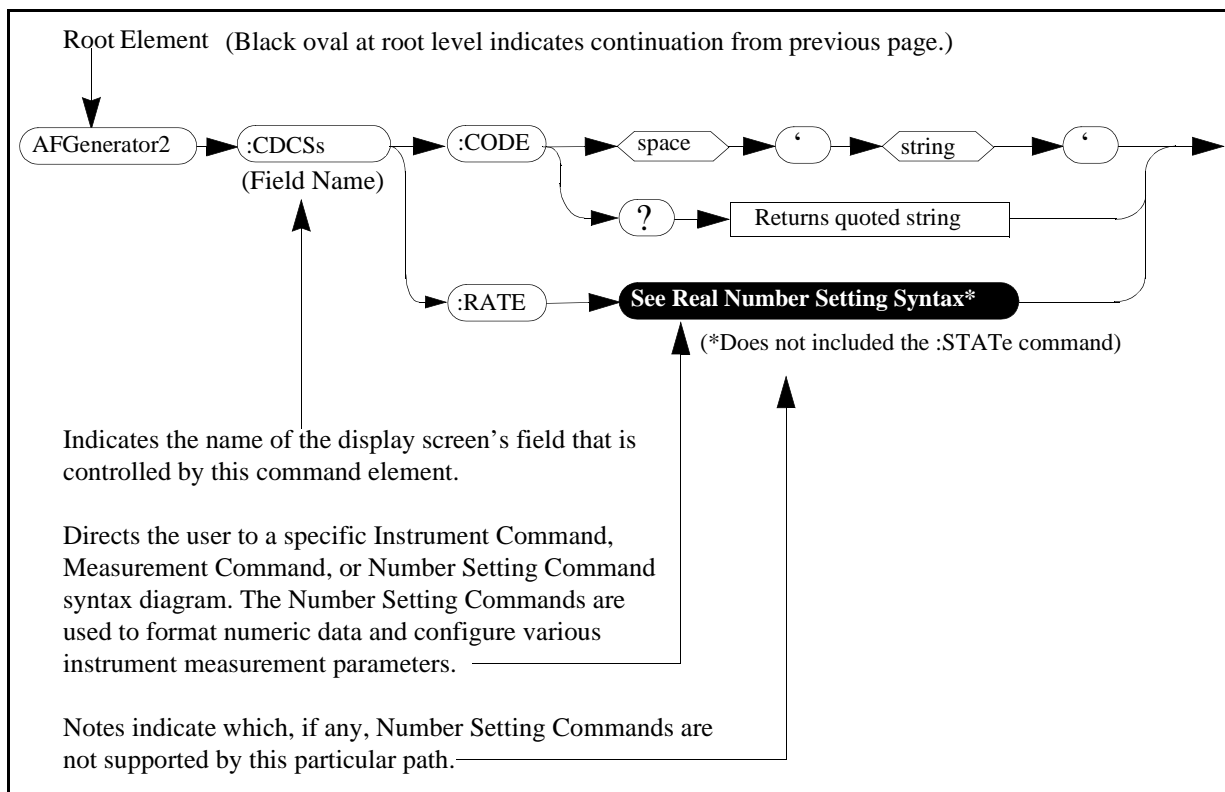 Root Element (Black oval at root level indicates continuation from previous page.)
AFGenerator2 :CDCSs :CODE space ‘ string ‘
(Field Name)
? Returns quoted string
:RATE See Real Number Setting Syntax*
(*Does not included the :STATe command)
Indicates the name of the display screen’s field that is
controlled by this command element.
Directs the user to a specific Instrument Command,
Measurement Command, or Number Setting Command
syntax diagram. The Number Setting Commands are
used to format numeric data and configure various
instrument measurement parameters.
Notes indicate which, if any, Number Setting Commands are
not supported by this particular path.